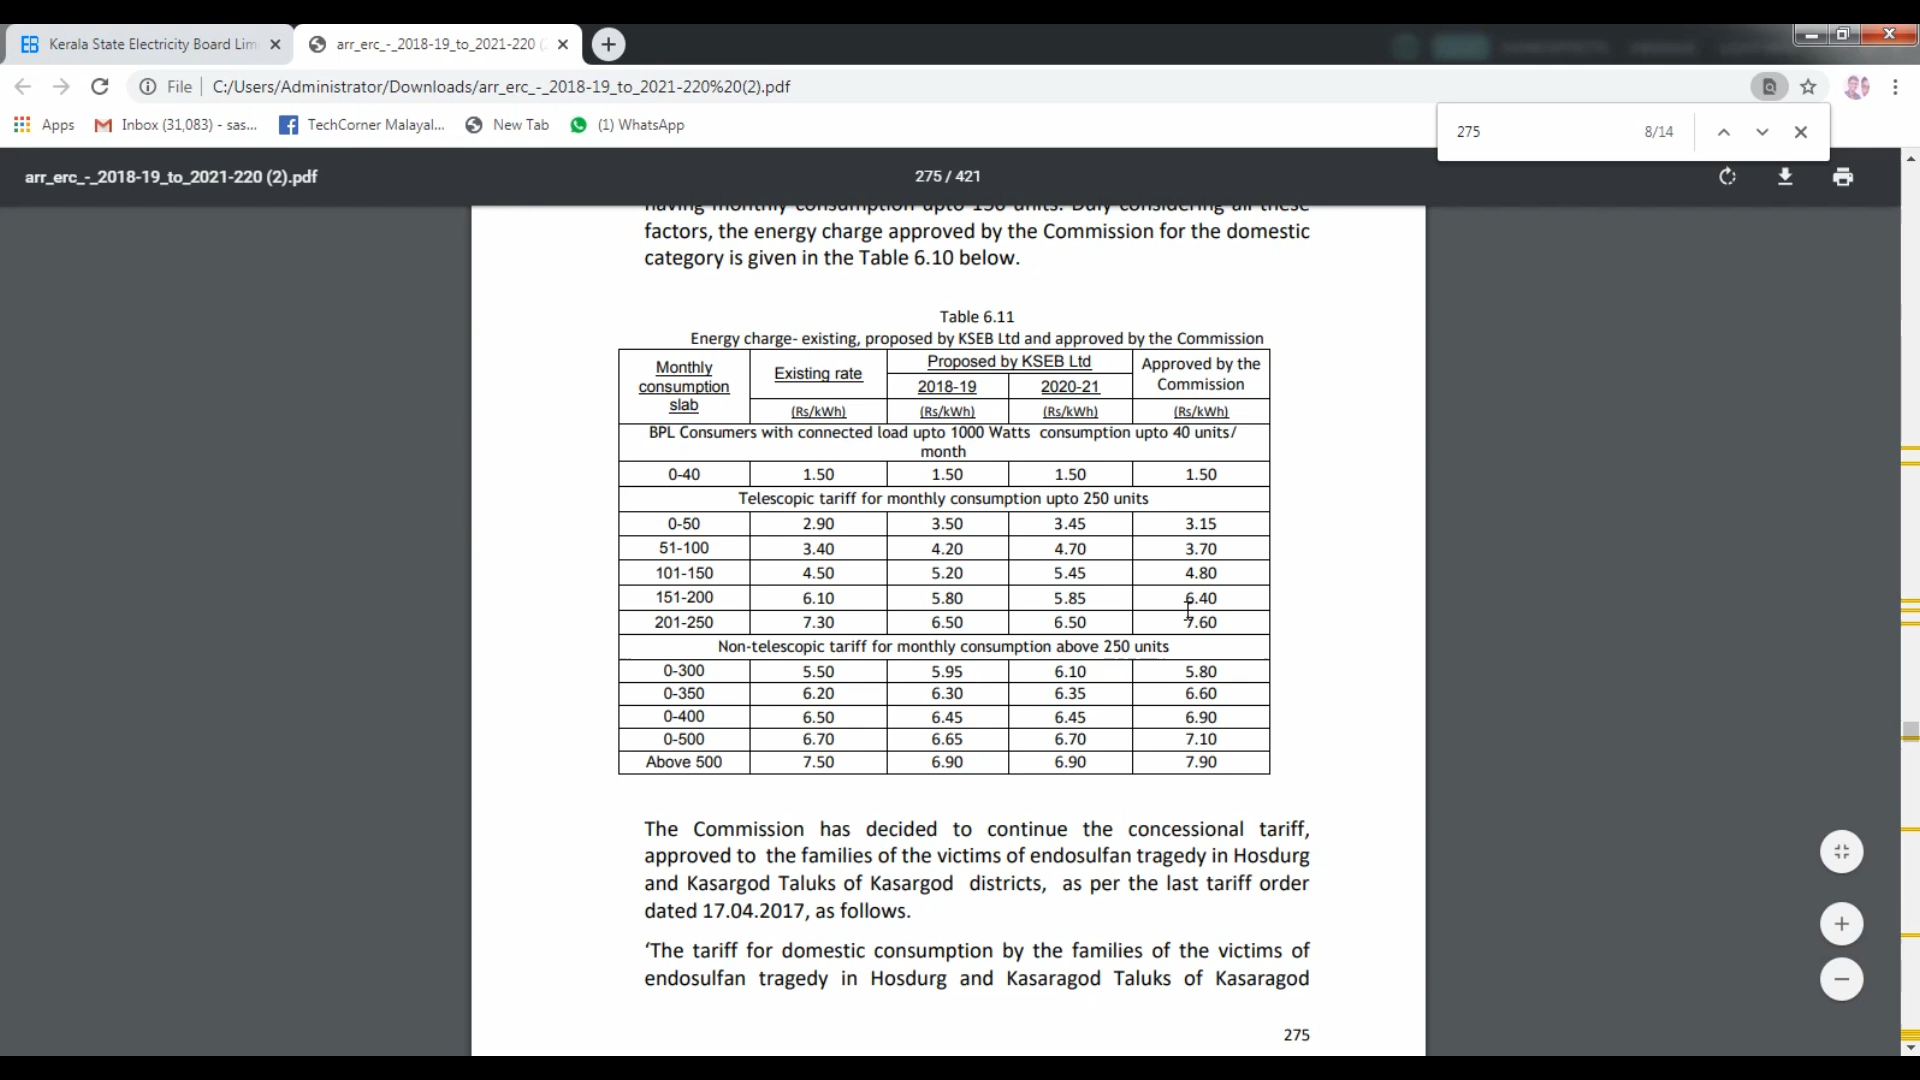 Kerala State Electricity Board Lim
arr_erc_-_2018-19_to_2021-220 (
File
C:/Users/Administrator/Downloads/arr_erc_-_2018-19_to_2021-220%20(2).pdf
Apps
Inbox (31,083) - sas...
TechCorner Malayal...
New Tab
(1) WhatsApp
275
8/14
arr_erc_-_2018-19_to_2021-220 (2).pdf
275 / 421
having monthly consumption upto 150 units. Duly considering all these
factors, the energy charge approved by the Commission for the domestic
category is given in the Table 6.10 below.
Table 6.11
Energy charge- existing, proposed by KSEB Ltd and approved by the Commission
Monthly consumption slab Existing rate Proposed by KSEB Ltd Approved by the Commission
2018-19 2020-21
(Rs/kWh) (Rs/kWh) (Rs/kWh) (Rs/kWh)
BPL Consumers with connected load upto 1000 Watts consumption upto 40 units/
month
0-40 1.50 1.50 1.50 1.50
Telescopic tariff for monthly consumption upto 250 units
0-50 2.90 3.50 3.45 3.15
51-100 3.40 4.20 4.70 3.70
101-150 4.50 5.20 5.45 4.80
151-200 6.10 5.80 5.85 6.40
201-250 7.30 6.50 6.50 7.60
Non-telescopic tariff for monthly consumption above 250 units
0-300 5.50 5.95 6.10 5.80
0-350 6.20 6.30 6.35 6.60
0-400 6.50 6.45 6.45 6.90
0-500 6.70 6.65 6.70 7.10
Above 500 7.50 6.90 6.90 7.90
The Commission has decided to continue the concessional tariff,
approved to the families of the victims of endosulfan tragedy in Hosdurg
and Kasargod Taluks of Kasargod districts, as per the last tariff order
dated 17.04.2017, as follows.
‘The tariff for domestic consumption by the families of the victims of
endosulfan tragedy in Hosdurg and Kasaragod Taluks of Kasaragod
275